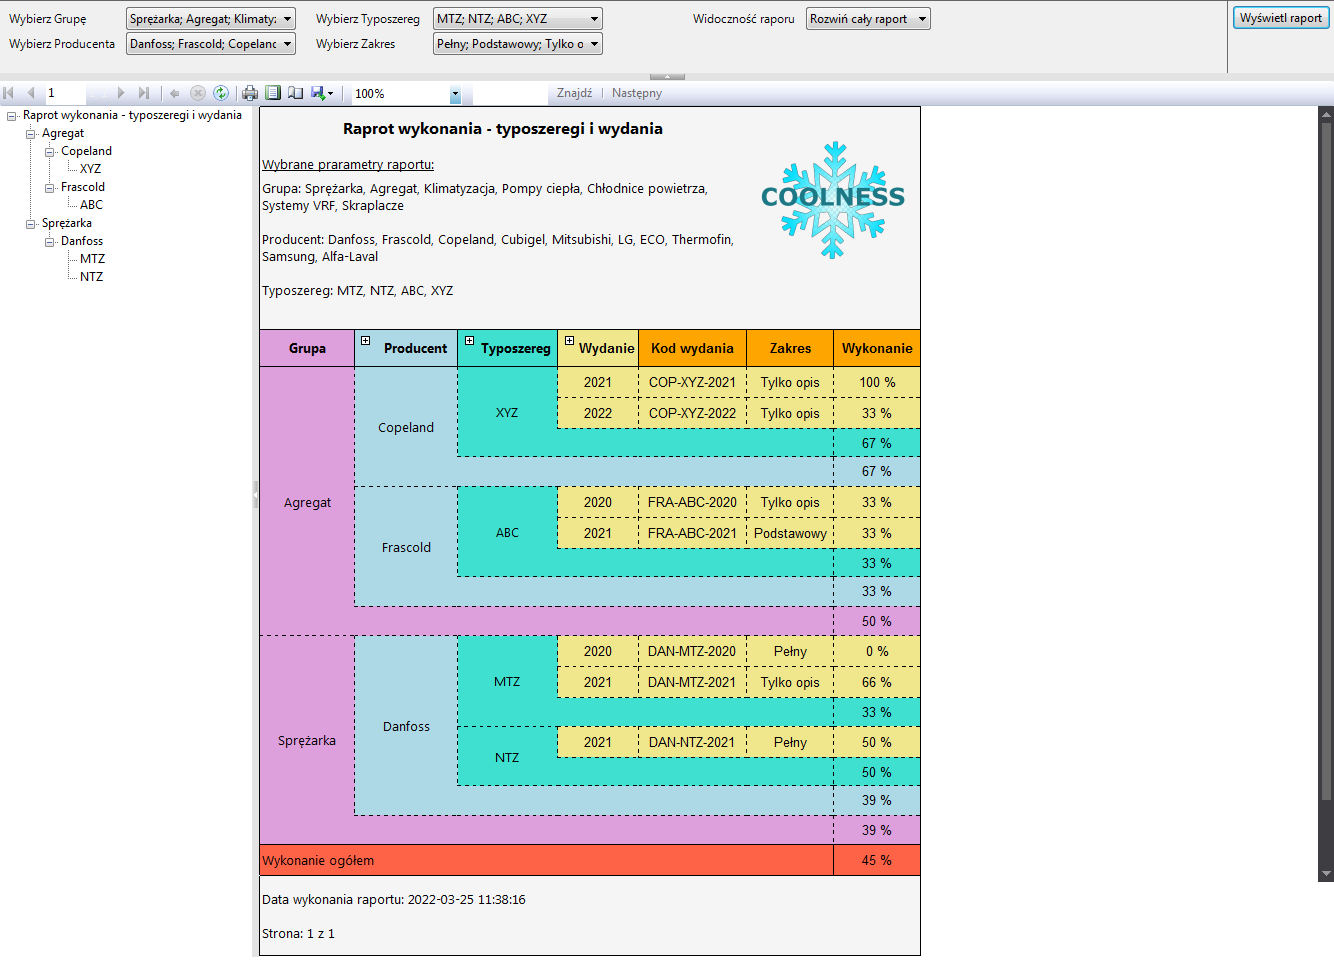 Wybierz Grupę Sprężarka; Agregat; Klimatyz Wybierz Typoszereg MTZ; NTZ; ABC; XYZ Widoczność raporu Rozwiń cały raport Wyświetl raport
Wybierz Producenta Danfoss; Frascold; Copelanc Wybierz Zakres Pełny; Podstawowy; Tylko o
1 100% Znajdź | Następny
Raprot wykonania - typoszeregi i wydania
Agregat
Copeland
XYZ
Frascold
ABC
Sprężarka
Danfoss
MTZ
NTZ
Raprot wykonania - typoszeregi i wydania
Wybrane prarametry raportu:
Grupa: Sprężarka, Agregat, Klimatyzacja, Pompy ciepła, Chłodnice powietrza,
Systemy VRF, Skraplacze
COOLNESS
Producent: Danfoss, Frascold, Copeland, Cubigel, Mitsubishi, LG, ECO, Thermofin,
Samsung, Alfa-Laval
Typoszereg: MTZ, NTZ, ABC, XYZ
Grupa Producent Typoszereg Wydanie Kod wydania Zakres Wykonanie
Agregat Copeland XYZ 2021 COP-XYZ-2021 Tylko opis 100 %
2022 COP-XYZ-2022 Tylko opis 33 %
67 %
67 %
Frascold ABC 2020 FRA-ABC-2020 Tylko opis 33 %
2021 FRA-ABC-2021 Podstawowy 33 %
33 %
33 %
50 %
Sprężarka Danfoss MTZ 2020 DAN-MTZ-2020 Pełny 0 %
2021 DAN-MTZ-2021 Tylko opis 66 %
33 %
NTZ 2021 DAN-NTZ-2021 Pełny 50 %
50 %
39 %
39 %
Wykonanie ogółem 45 %
Data wykonania raportu: 2022-03-25 11:38:16
Strona: 1 z 1